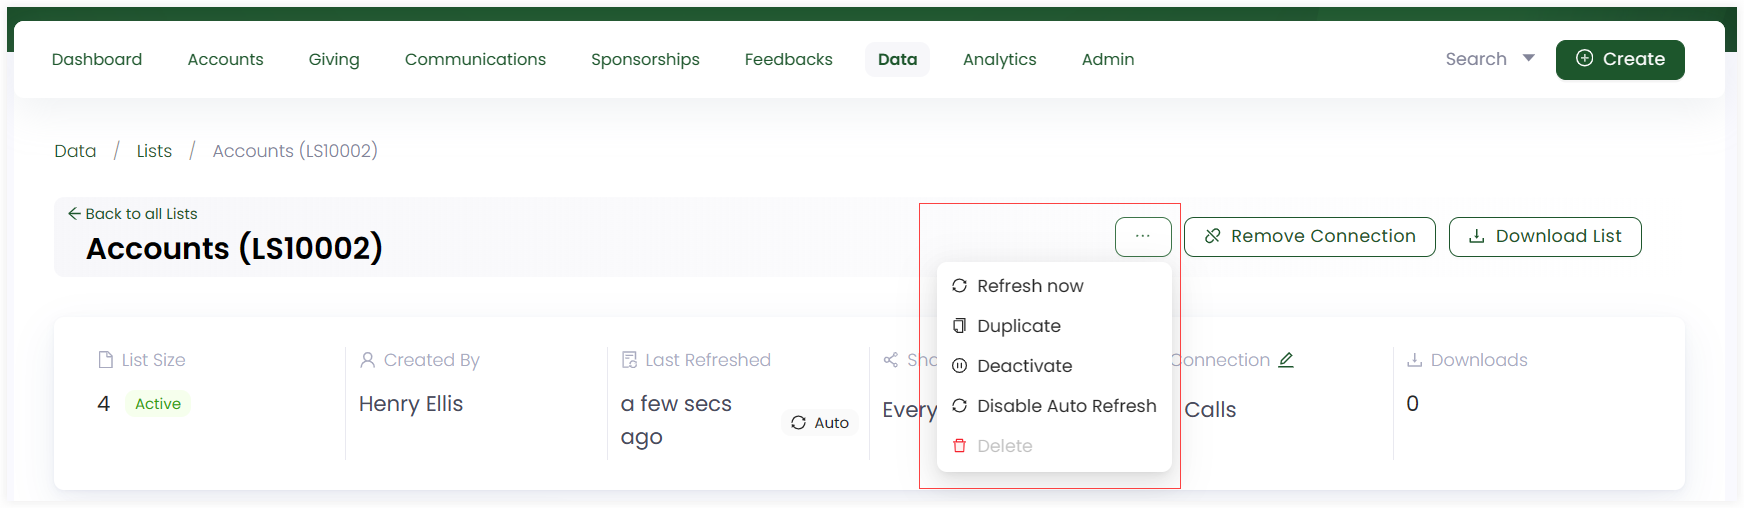 Dashboard Accounts Giving Communications Sponsorships Feedbacks Data Analytics Admin Search Create
Data / Lists / Accounts (LS10002)
Back to all Lists
Accounts (LS10002)
... Remove Connection Download List
Refresh now
Duplicate
Deactivate
Disable Auto Refresh
Delete
List Size
4 Active
Created By
Henry Ellis
Last Refreshed
a few secs
ago
Auto
Every
Connection
Calls
Downloads
0